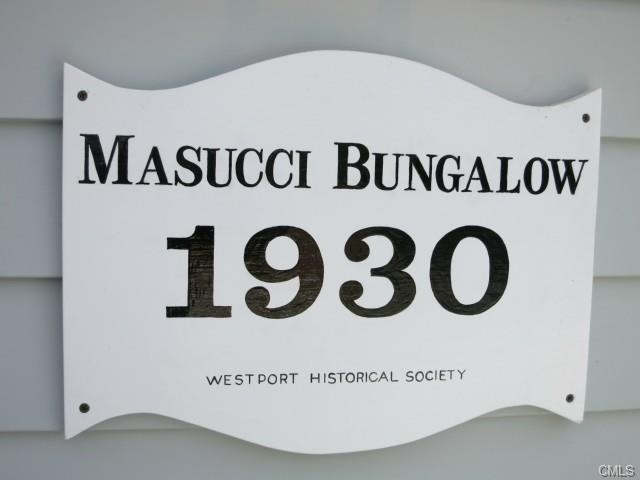 MASUCCI BUNGALOW
1930
WESTPORT HISTORICAL SOCIETY
CMLS